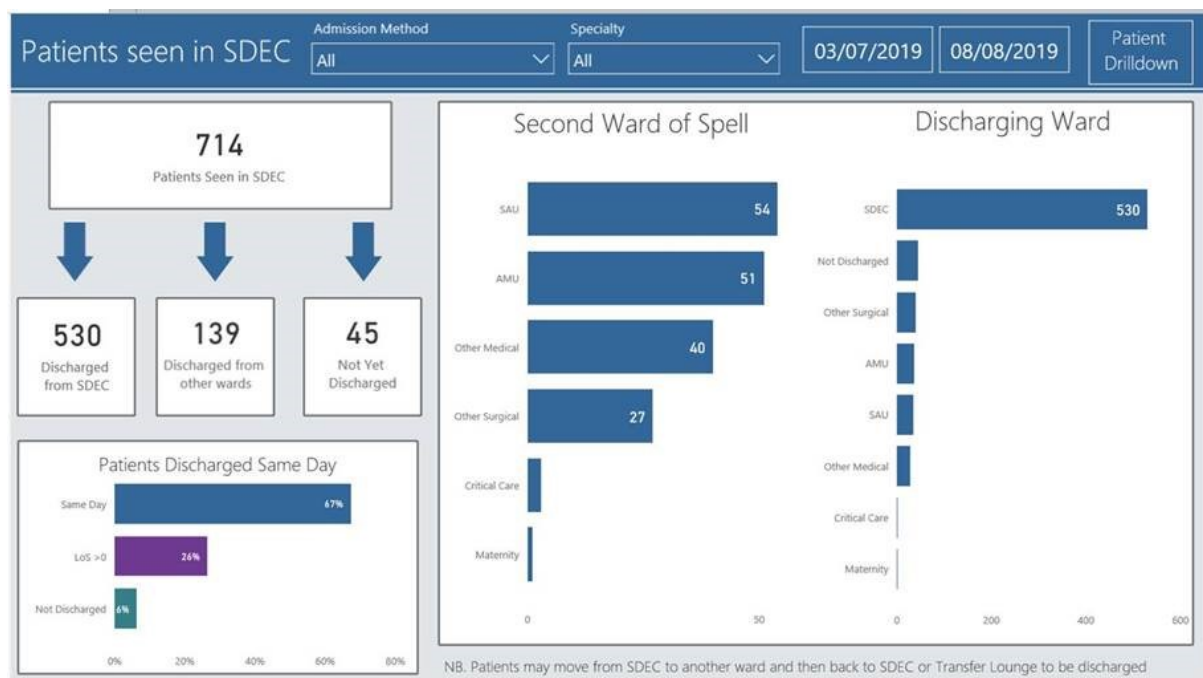 Patients seen in SDEC
Admission Method
All
Specialty
All
03/07/2019
08/08/2019
Patient
Drilldown
714
Patients Seen in SDEC
530
Discharged
from SDEC
139
Discharged from
other wards
45
Not Yet
Discharged
Patients Discharged Same Day
Same Day
67%
LoS >0
26%
Not Discharged
6%
0% 20% 40% 60% 80%
Second Ward of Spell
SAU
54
AMU
51
Other Medical
40
Other Surgical
27
Critical Care
Maternity
0 50
Discharging Ward
SDEC
530
Not Discharged
Other Surgical
AMU
SAU
Other Medical
Critical Care
Maternity
0 200 400 600
NB. Patients may move from SDEC to another ward and then back to SDEC or Transfer Lounge to be discharged